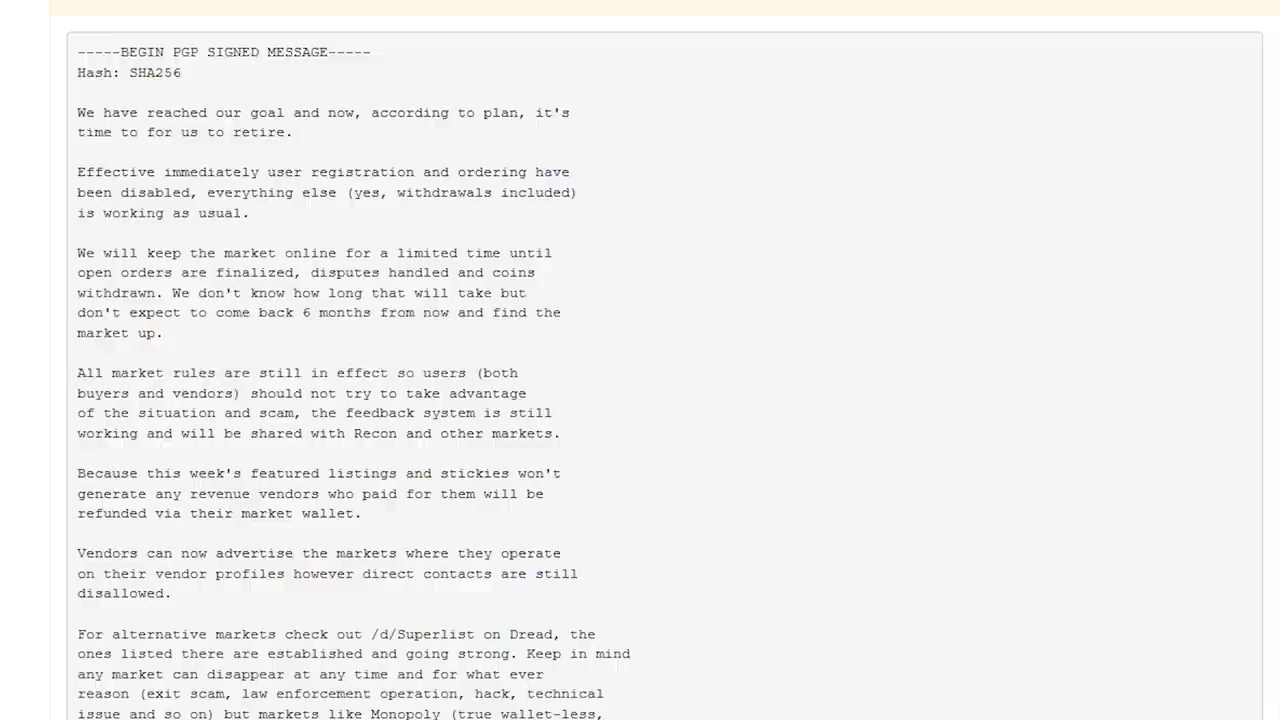 -----BEGIN PGP SIGNED MESSAGE-----
Hash: SHA256
We have reached our goal and now, according to plan, it's
time to for us to retire.
Effective immediately user registration and ordering have
been disabled, everything else (yes, withdrawals included)
is working as usual.
We will keep the market online for a limited time until
open orders are finalized, disputes handled and coins
withdrawn. We don't know how long that will take but
don't expect to come back 6 months from now and find the
market up.
All market rules are still in effect so users (both
buyers and vendors) should not try to take advantage
of the situation and scam, the feedback system is still
working and will be shared with Recon and other markets.
Because this week's featured listings and stickies won't
generate any revenue vendors who paid for them will be
refunded via their market wallet.
Vendors can now advertise the markets where they operate
on their vendor profiles however direct contacts are still
disallowed.
For alternative markets check out /d/Superlist on Dread, the
ones listed there are established and going strong. Keep in mind
any market can disappear at any time and for what ever
reason (exit scam, law enforcement operation, hack, technical
issue and so on) but markets like Monopoly (true wallet-less,